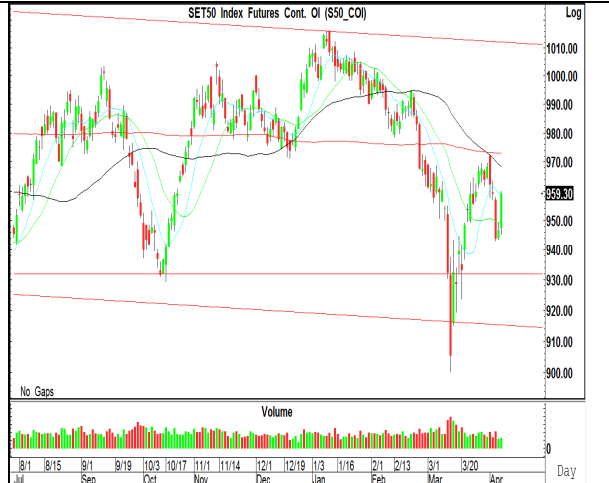 SET50 Index Futures Cont. OI (S50_COI)
Log
1010.00
1000.00
990.00
980.00
970.00
959.30
950.00
940.00
930.00
920.00
910.00
900.00
No Gaps
Volume
0
8/1 8/15 9/1 9/19 10/3 10/17 11/1 11/14 12/1 12/19 1/3 1/16 2/1 2/13 3/1 3/20
Jul Sep Oct Nov Dec Jan Feb Mar Apr
Day